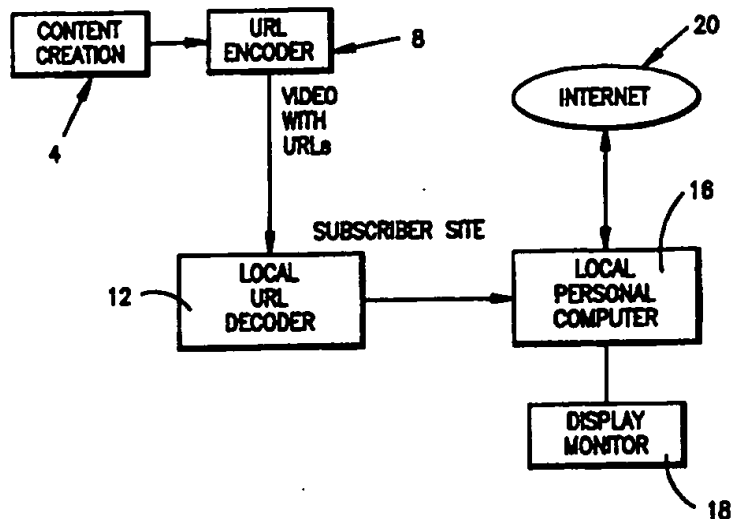 CONTENT
CREATION
URL
ENCODER
8
20
4
VIDEO
WITH
URLs
INTERNET
16
SUBSCRIBER SITE
12
LOCAL
URL
DECODER
LOCAL
PERSONAL
COMPUTER
DISPLAY
MONITOR
18